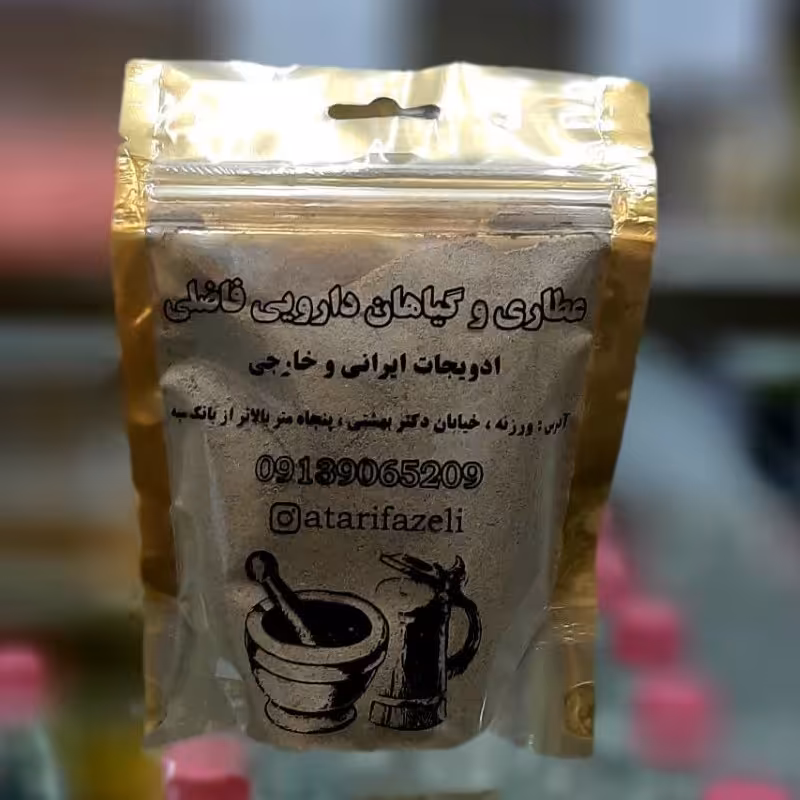 عطاری و گیاهان دارویی فاضلی
ادویجات ایرانی و خارجی
آدرس : ورزنه ، خیابان دکتر بهشتی ، پنجاه متر بالاتر از بانک سپه
09139065209
atarifazeli